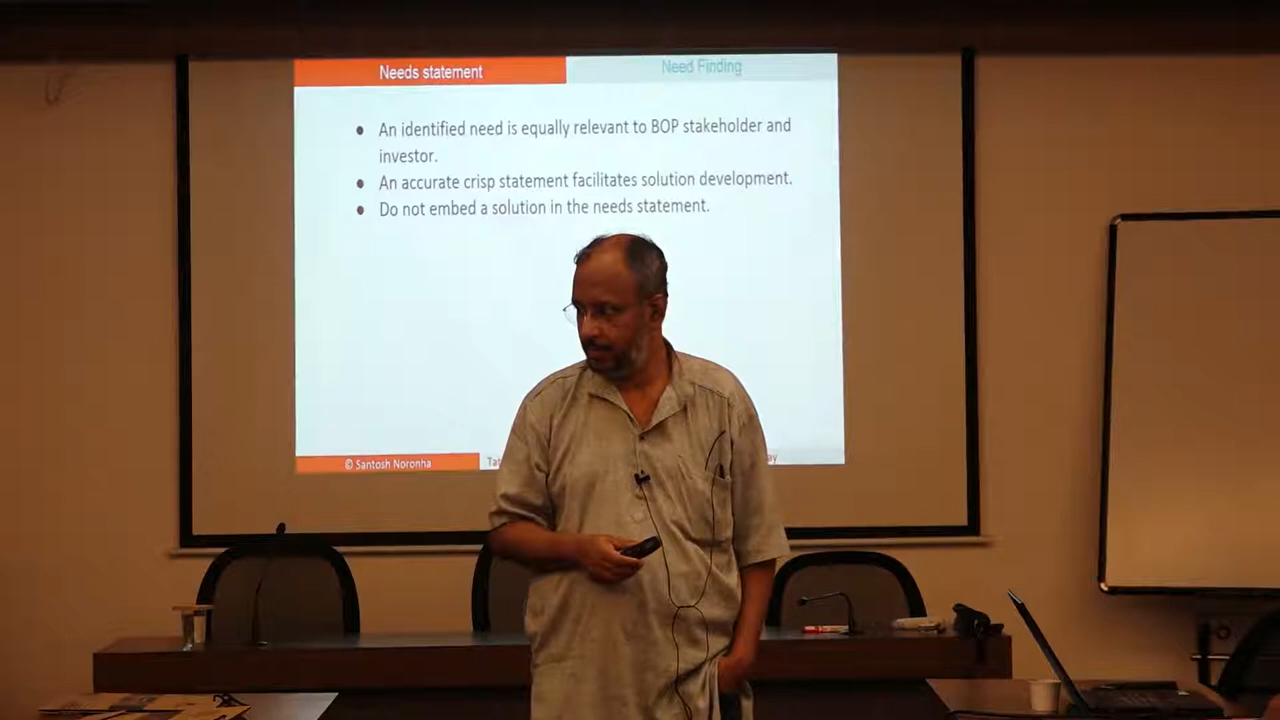 Needs statement
Need Finding
● An identified need is equally relevant to BOP stakeholder and
investor.
● An accurate crisp statement facilitates solution development.
● Do not embed a solution in the needs statement.
© Santosh Noronha